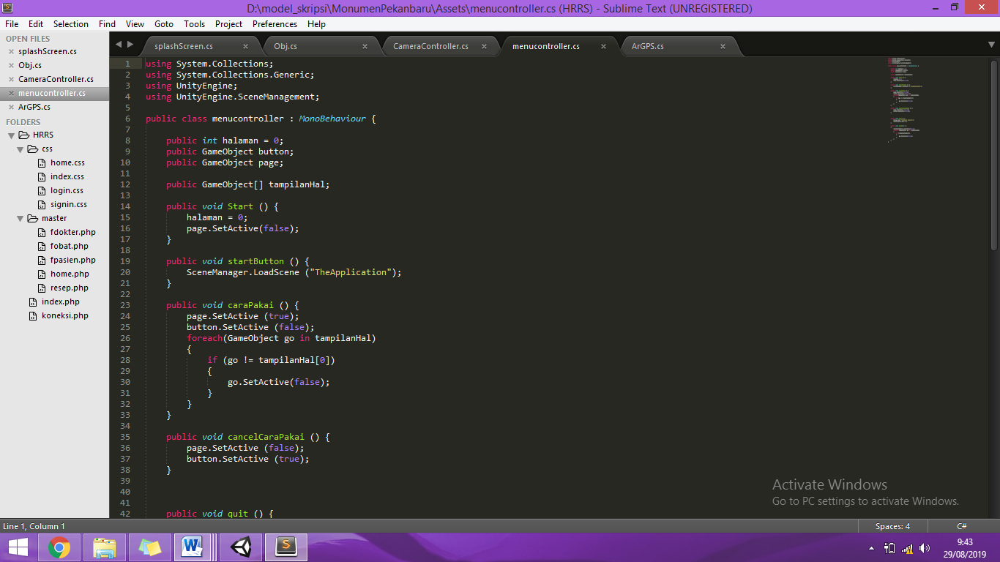 D:\model_skripsi\MonumenPekanbaru\Assets\menucontroller.cs (HRRS) - Sublime Text (UNREGISTERED)
File Edit Selection Find View Goto Tools Project Preferences Help
OPEN FILES
splashScreen.cs
Obj.cs
CameraController.cs
menucontroller.cs
ArGPS.cs
FOLDERS
HRRS
css
home.css
index.css
login.css
signin.css
master
fdokter.php
fobat.php
fpasien.php
home.php
resep.php
index.php
koneksi.php
splashScreen.cs Obj.cs CameraController.cs menucontroller.cs ArGPS.cs
1 using System.Collections;
2 using System.Collections.Generic;
3 using UnityEngine;
4 using UnityEngine.SceneManagement;
5
6 public class menucontroller : MonoBehaviour {
7
8 public int halaman = 0;
9 public GameObject button;
10 public GameObject page;
11
12 public GameObject[] tampilanHal;
13
14 public void Start () {
15 halaman = 0;
16 page.SetActive(false);
17 }
18
19 public void startButton () {
20 SceneManager.LoadScene ("TheApplication");
21 }
22
23 public void caraPakai () {
24 page.SetActive (true);
25 button.SetActive (false);
26 foreach(GameObject go in tampilanHal)
27 {
28 if (go != tampilanHal[0])
29 {
30 go.SetActive(false);
31 }
32 }
33 }
34
35 public void cancelCaraPakai () {
36 page.SetActive (false);
37 button.SetActive (true);
38 }
39
40
41
42 public void quit () {
Activate Windows
Go to PC settings to activate Windows.
Line 1, Column 1 Spaces: 4 C#
9:43
29/08/2019